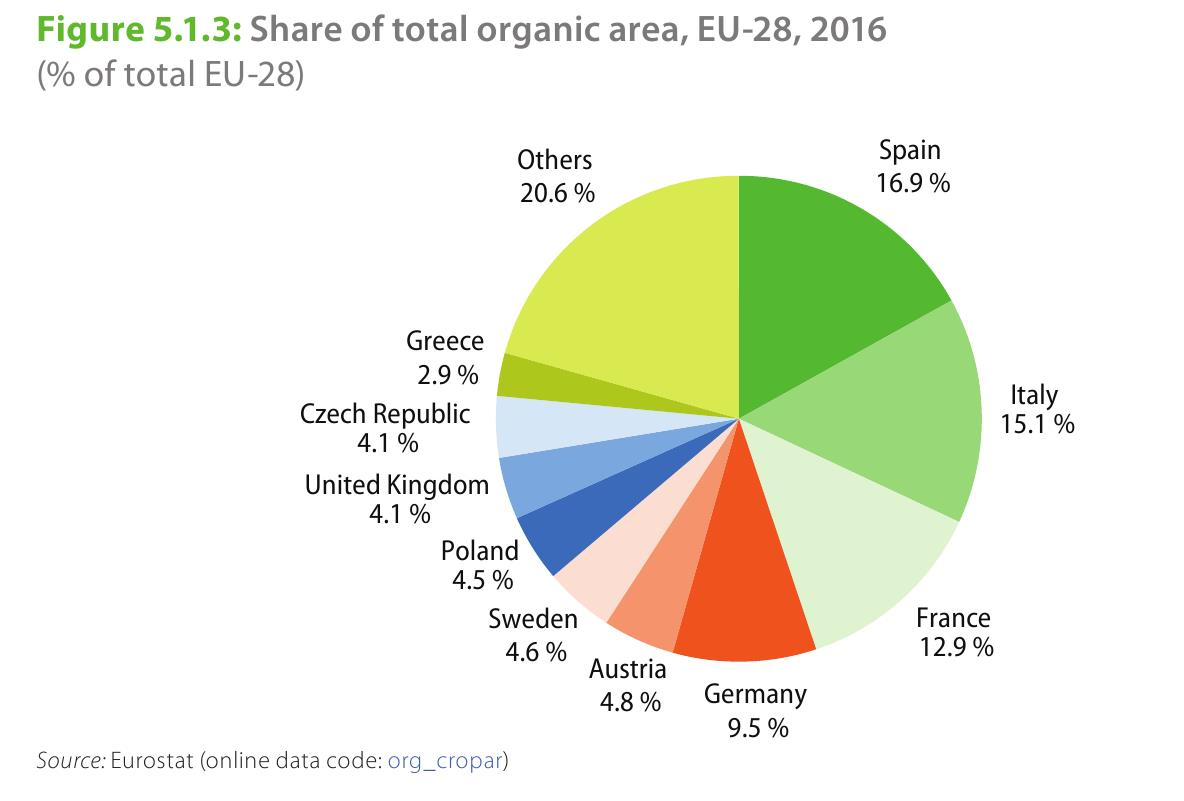 Figure 5.1.3: Share of total organic area, EU-28, 2016
(% of total EU-28)
Others
20.6 %
Spain
16.9 %
Greece
2.9 %
Italy
15.1 %
Czech Republic
4.1 %
United Kingdom
4.1 %
Poland
4.5 %
Sweden
4.6 %
France
12.9 %
Austria
4.8 %
Germany
9.5 %
Source: Eurostat (online data code: org_cropar)